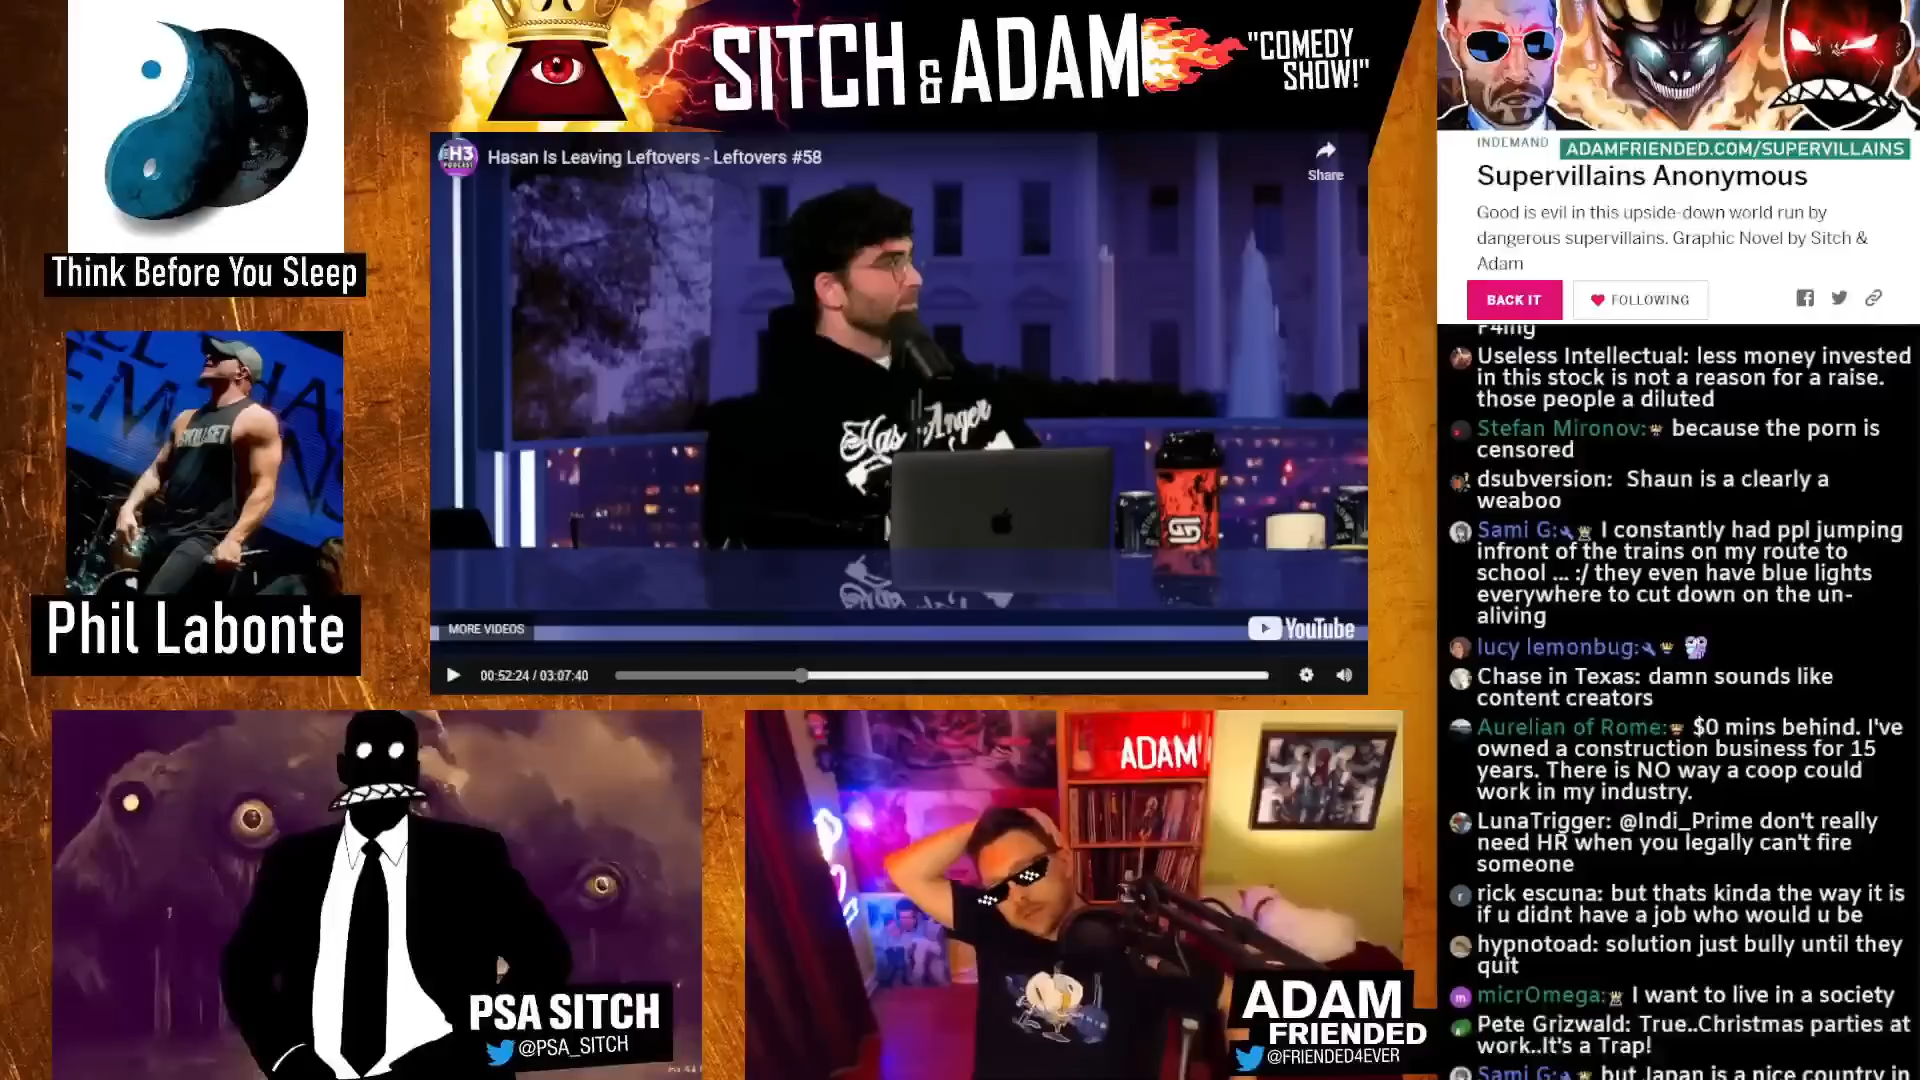 SITCH & ADAM
"COMEDY
SHOW!"
Think Before You Sleep
Phil Labonte
H3
PODCAST
Hasan Is Leaving Leftovers - Leftovers #58
Share
Has Anger
MORE VIDEOS
YouTube
00:52:24 / 03:07:40
PSA SITCH
@PSA_SITCH
ADAM
ADAM
FRIENDED
@FRIENDED4EVER
INDEMAND
ADAMFRIENDED.COM/SUPERVILLAINS
Supervillains Anonymous
Good is evil in this upside-down world run by
dangerous supervillains. Graphic Novel by Sitch &
Adam
BACK IT
FOLLOWING
Useless Intellectual: less money invested
in this stock is not a reason for a raise.
those people a diluted
Stefan Mironov: because the porn is
censored
dsubversion: Shaun is a clearly a
weaboo
Sami G: I constantly had ppl jumping
infront of the trains on my route to
school ... :/ they even have blue lights
everywhere to cut down on the un-
aliving
lucy lemonbug:
Chase in Texas: damn sounds like
content creators
Aurelian of Rome: $0 mins behind. I've
owned a construction business for 15
years. There is NO way a coop could
work in my industry.
LunaTrigger: @Indi_Prime don't really
need HR when you legally can't fire
someone
rick escuna: but thats kinda the way it is
if u didnt have a job who would u be
hypnotoad: solution just bully until they
quit
micrOmega: I want to live in a society
Pete Grizwald: True..Christmas parties at
work..It's a Trap!
Sami G: but Japan is a nice country in